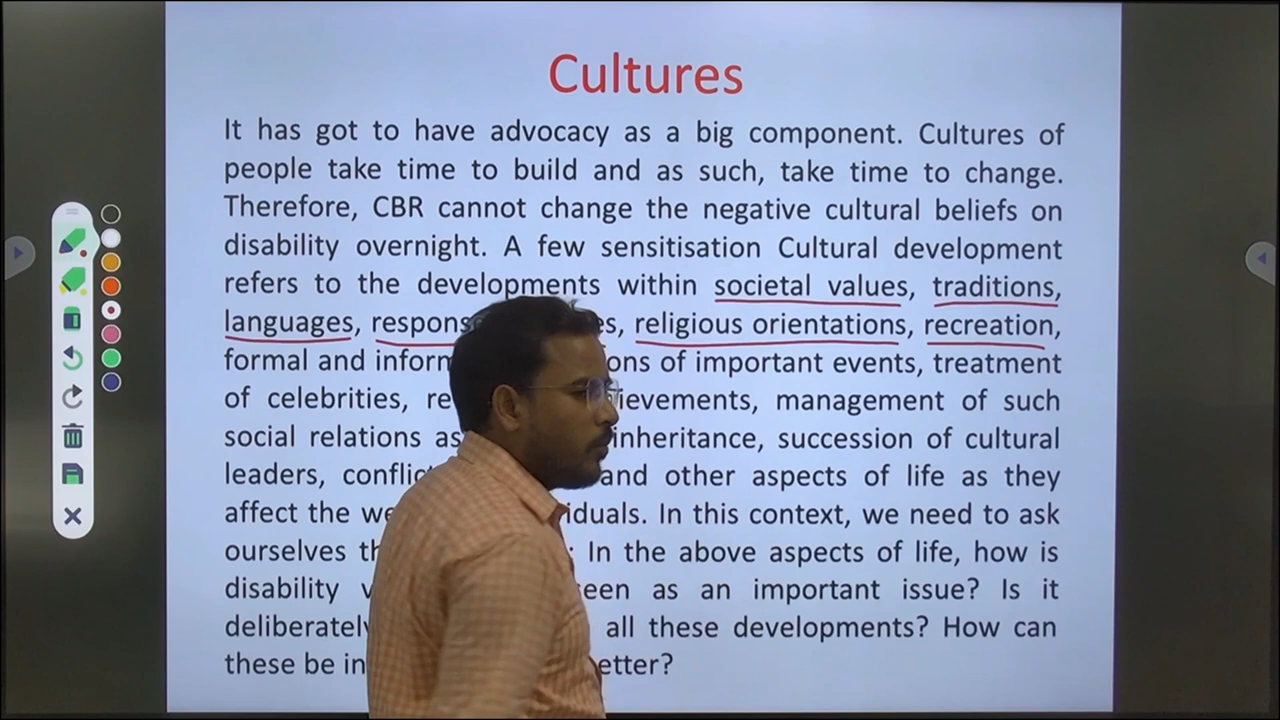 Cultures
It has got to have advocacy as a big component. Cultures of
people take time to build and as such, take time to change.
Therefore, CBR cannot change the negative cultural beliefs on
disability overnight. A few sensitisation Cultural development
refers to the developments within societal values, traditions,
languages, religious orientations, recreation,
formal and of important events, treatment
of celebrities, management of such
social relations as inheritance, succession of cultural
leaders, and other aspects of life as they
affect the In this context, we need to ask
ourselves In the above aspects of life, how is
disability as an important issue? Is it
all these developments? How can
these be